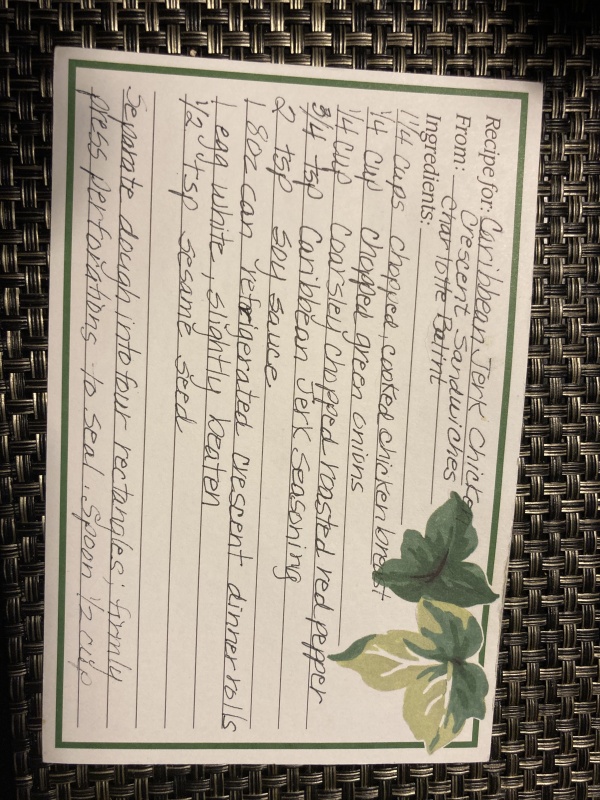 Recipe for: Caribbean Jerk Chicken
Crescent Sandwiches
From: Charlotte Balint
Ingredients:
1 1/4 cups chopped, cooked chicken breast
1/4 cup chopped green onions
1/4 cup Coarsley chopped roasted red pepper
3/4 tsp Caribbean Jerk seasoning
2 tsp soy sauce
1 8oz can refrigerated crescent dinner rolls
1 egg white, slightly beaten
1/2 tsp sesame seed
Separate dough into four rectangles; firmly
press perforations to seal. Spoon 1/2 cup